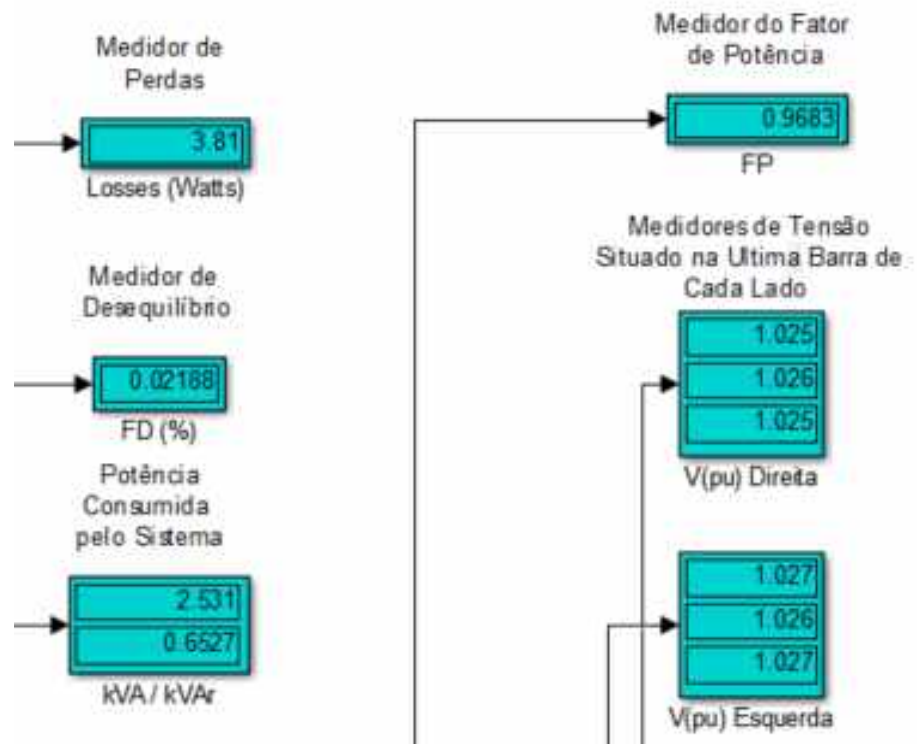 Medidor de
Perdas
3.81
Losses (Watts)
Medidor de
Desequilíbrio
0.02188
FD (%)
Potência
Consumida
pelo Sistema
2.531
0.6527
kVA / kVAr
Medidor do Fator
de Potência
0.9683
FP
Medidores de Tensão
Situado na Ultima Barra de
Cada Lado
1.025
1.026
1.025
V(pu) Direita
1.027
1.026
1.027
V(pu) Esquerda